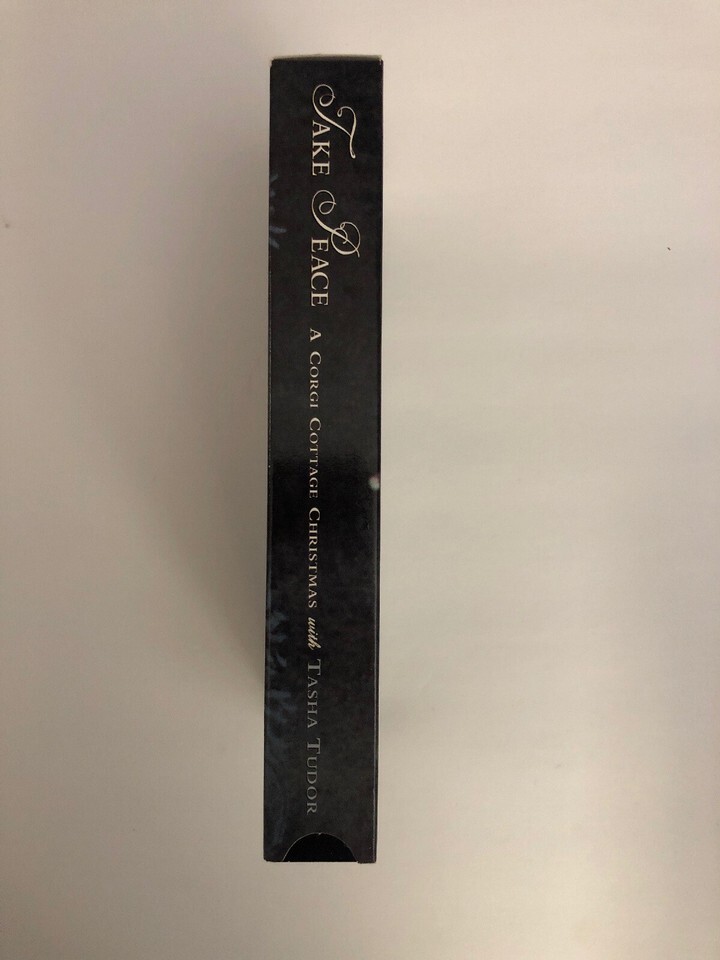 TAKE PEACE A CORGI COTTAGE CHRISTMAS with TASHA TUDOR